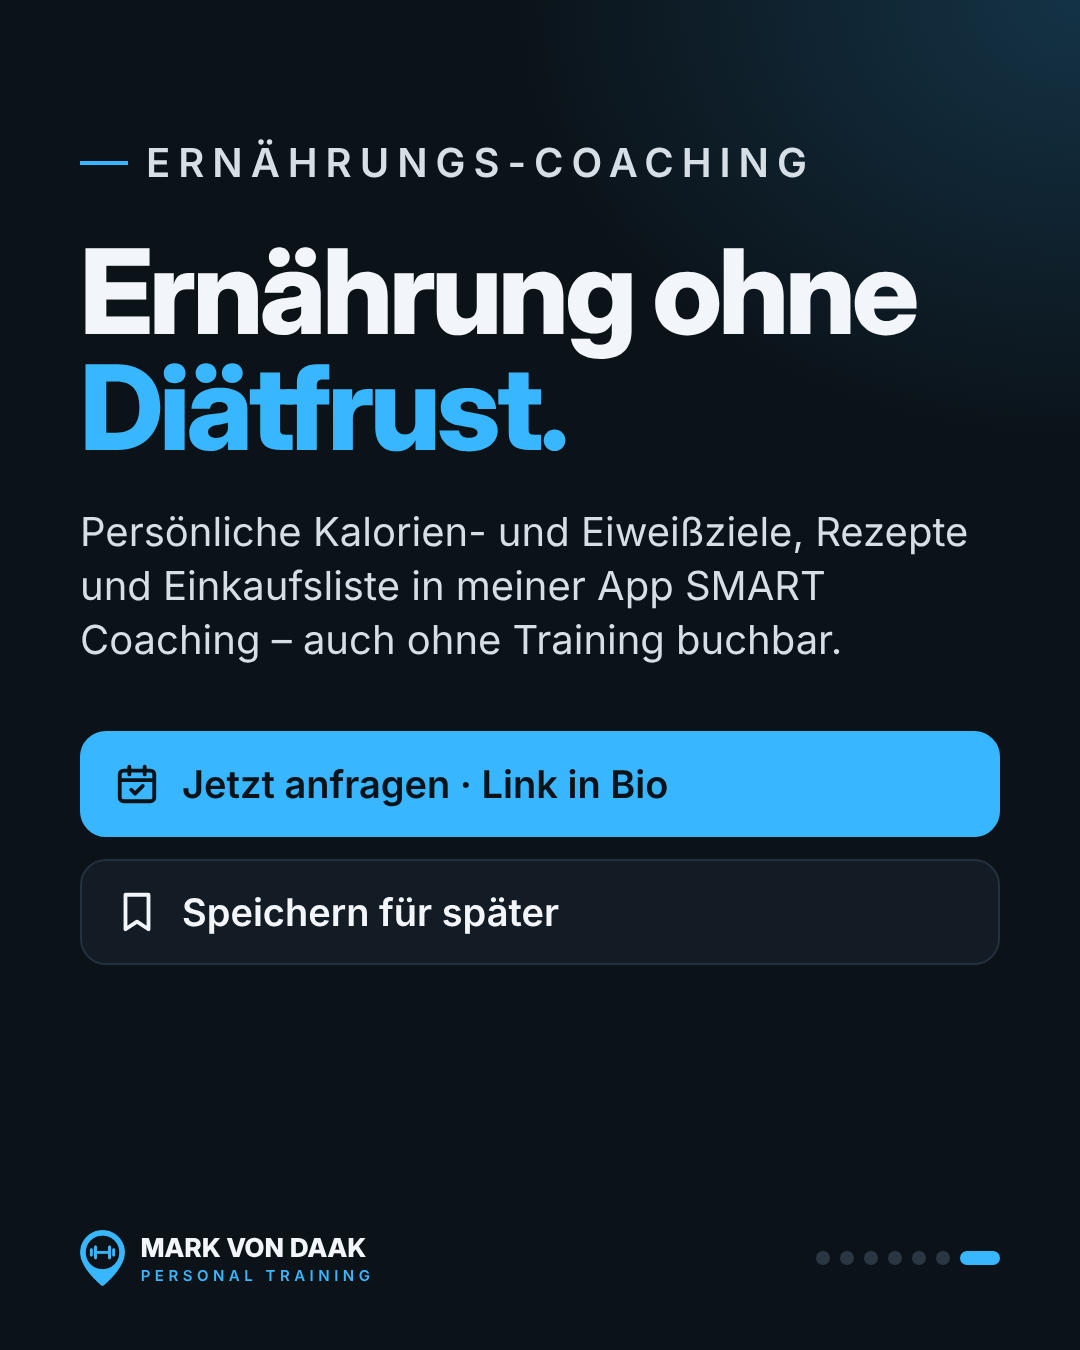 ERNÄHRUNGS-COACHING
Ernährung ohne
Diätfrust.
Persönliche Kalorien- und Eiweißziele, Rezepte
und Einkaufsliste in meiner App SMART
Coaching – auch ohne Training buchbar.
Jetzt anfragen · Link in Bio
Speichern für später
MARK VON DAAK
PERSONAL TRAINING